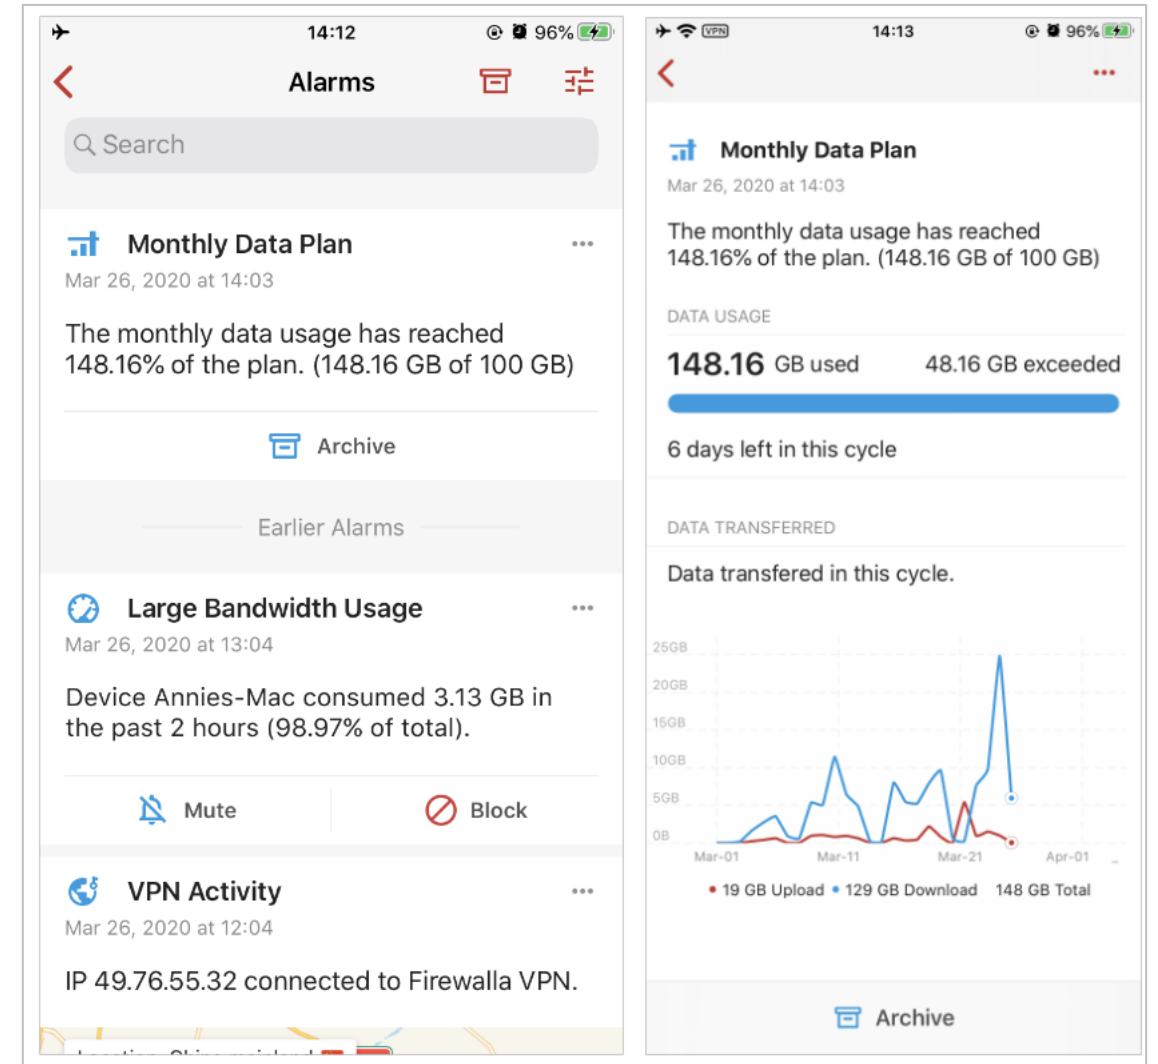 14:12
96%
Alarms
Search
Monthly Data Plan
Mar 26, 2020 at 14:03
The monthly data usage has reached
148.16% of the plan. (148.16 GB of 100 GB)
Archive
Earlier Alarms
Large Bandwidth Usage
Mar 26, 2020 at 13:04
Device Annies-Mac consumed 3.13 GB in
the past 2 hours (98.97% of total).
Mute
Block
VPN Activity
Mar 26, 2020 at 12:04
IP 49.76.55.32 connected to Firewalla VPN.
Location: China mainland
VPN
14:13
96%
Monthly Data Plan
Mar 26, 2020 at 14:03
The monthly data usage has reached
148.16% of the plan. (148.16 GB of 100 GB)
DATA USAGE
148.16 GB used
48.16 GB exceeded
6 days left in this cycle
DATA TRANSFERRED
Data transfered in this cycle.
25GB
20GB
15GB
10GB
5GB
0B
Mar-01
Mar-11
Mar-21
Apr-01
19 GB Upload
129 GB Download
148 GB Total
Archive